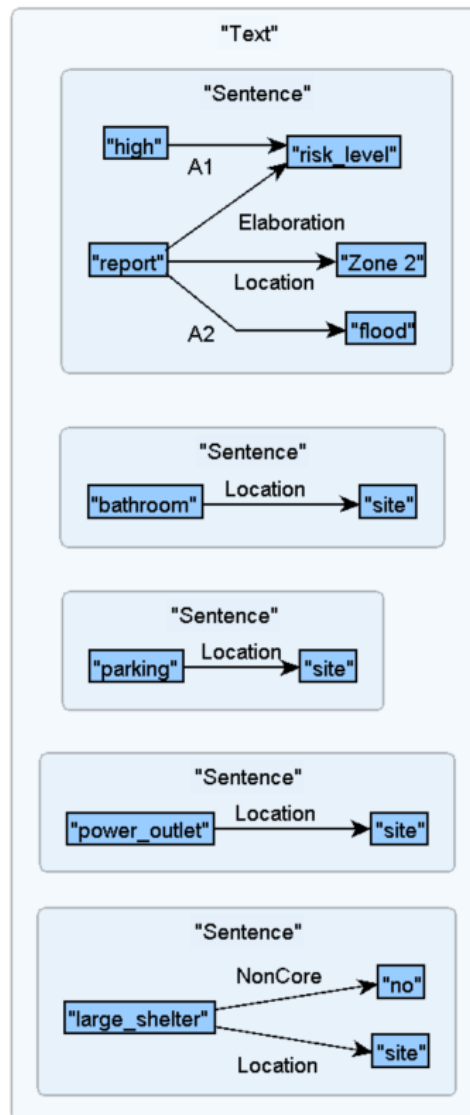 "Text"
"Sentence"
"high"
A1
"risk_level"
Elaboration
"report"
Location
"Zone 2"
A2
"flood"
"Sentence"
"bathroom"
Location
"site"
"Sentence"
"parking"
Location
"site"
"Sentence"
"power_outlet"
Location
"site"
"Sentence"
NonCore
"no"
"large_shelter"
Location
"site"